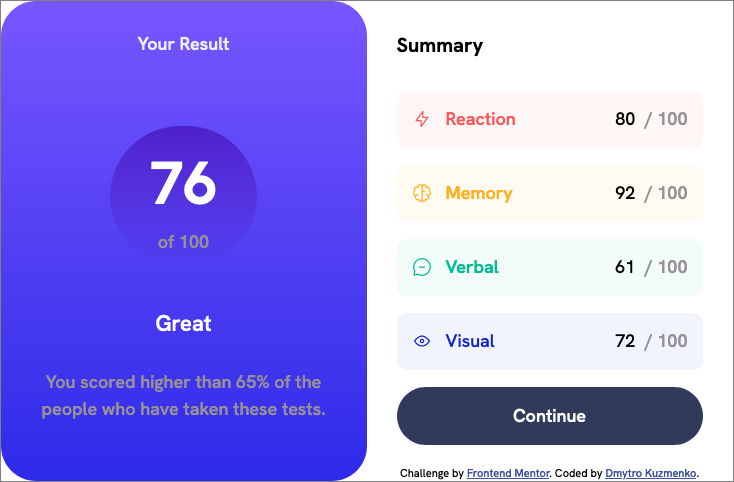 Your Result
76
of 100
Great
You scored higher than 65% of the
people who have taken these tests.
Summary
Reaction 80 / 100
Memory 92 / 100
Verbal 61 / 100
Visual 72 / 100
Continue
Challenge by Frontend Mentor. Coded by Dmytro Kuzmenko.